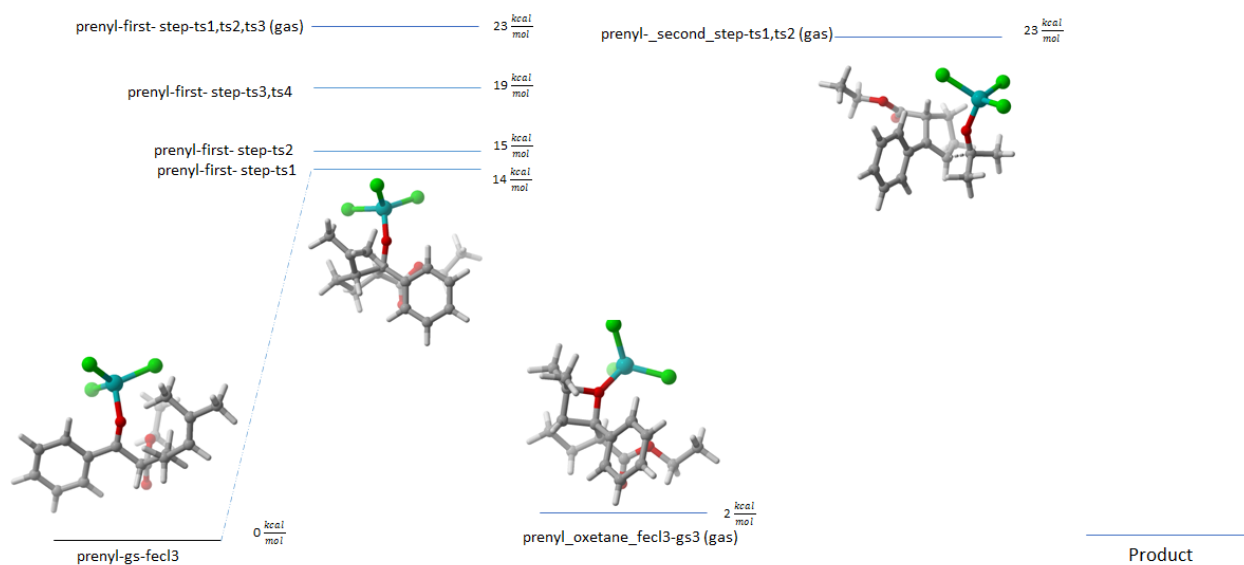 prenyl-first- step-ts1,ts2,ts3 (gas)
23 kcal/mol
prenyl-_second_step-ts1,ts2 (gas)
23 kcal/mol
prenyl-first- step-ts3,ts4
19 kcal/mol
prenyl-first- step-ts2
15 kcal/mol
prenyl-first- step-ts1
14 kcal/mol
0 kcal/mol
prenyl-gs-fecl3
2 kcal/mol
prenyl_oxetane_fecl3-gs3 (gas)
Product